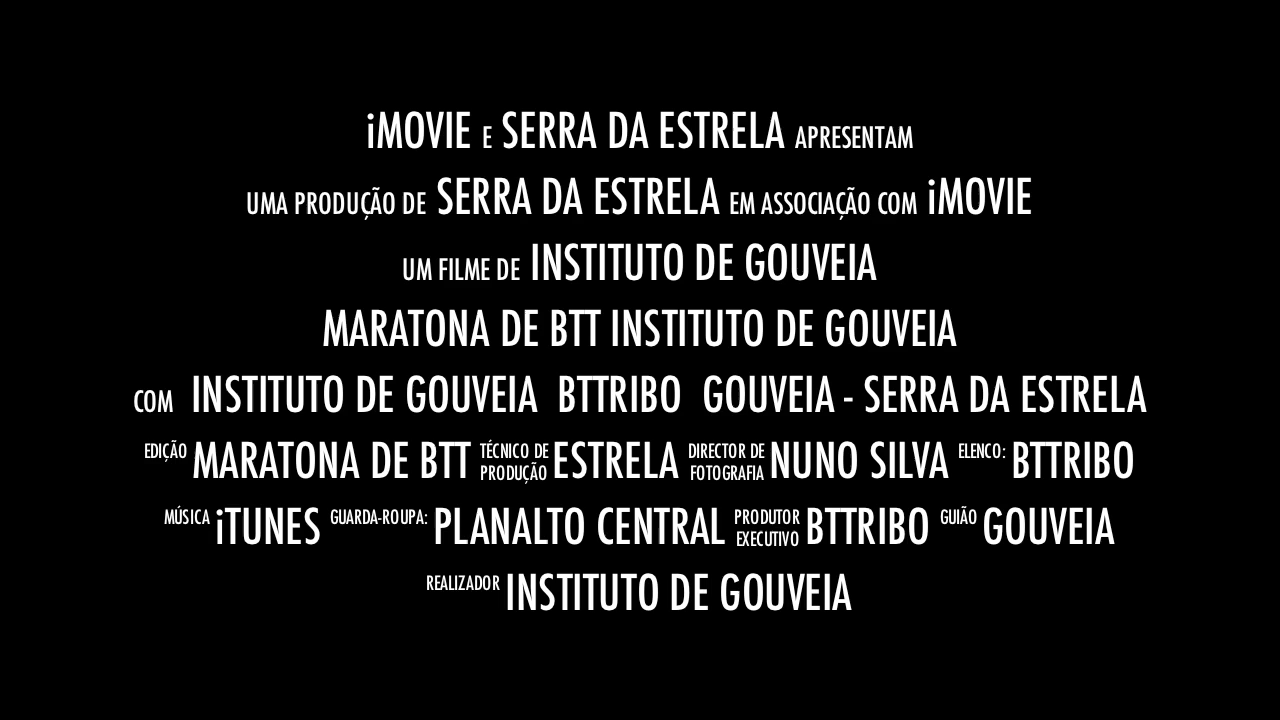 iMOVIE E SERRA DA ESTRELA APRESENTAM
UMA PRODUÇÃO DE SERRA DA ESTRELA EM ASSOCIAÇÃO COM iMOVIE
UM FILME DE INSTITUTO DE GOUVEIA
MARATONA DE BTT INSTITUTO DE GOUVEIA
COM INSTITUTO DE GOUVEIA BTTRIBO GOUVEIA - SERRA DA ESTRELA
EDIÇÃO MARATONA DE BTT TÉCNICO DE PRODUÇÃO ESTRELA DIRECTOR DE FOTOGRAFIA NUNO SILVA ELENCO: BTTRIBO
MÚSICA iTUNES GUARDA-ROUPA: PLANALTO CENTRAL PRODUTOR EXECUTIVO BTTRIBO GUIÃO GOUVEIA
REALIZADOR INSTITUTO DE GOUVEIA